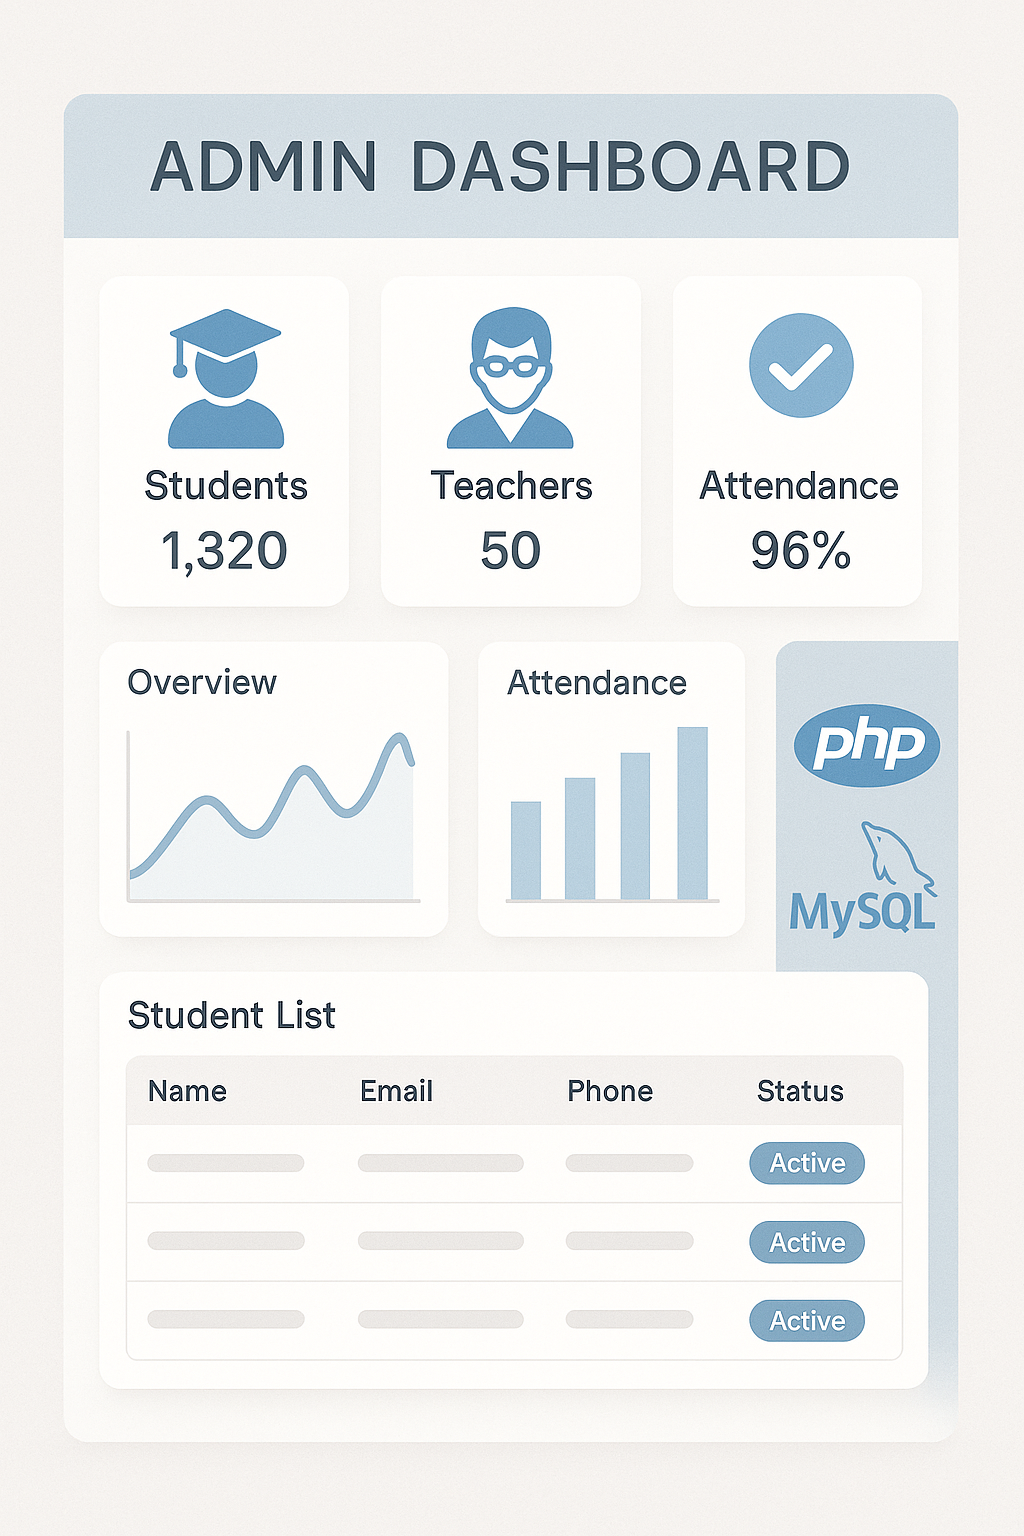 ADMIN DASHBOARD
Students
1,320
Teachers
50
Attendance
96%
Overview
Attendance
php
MySQL
Student List
Name Email Phone Status
Active
Active
Active